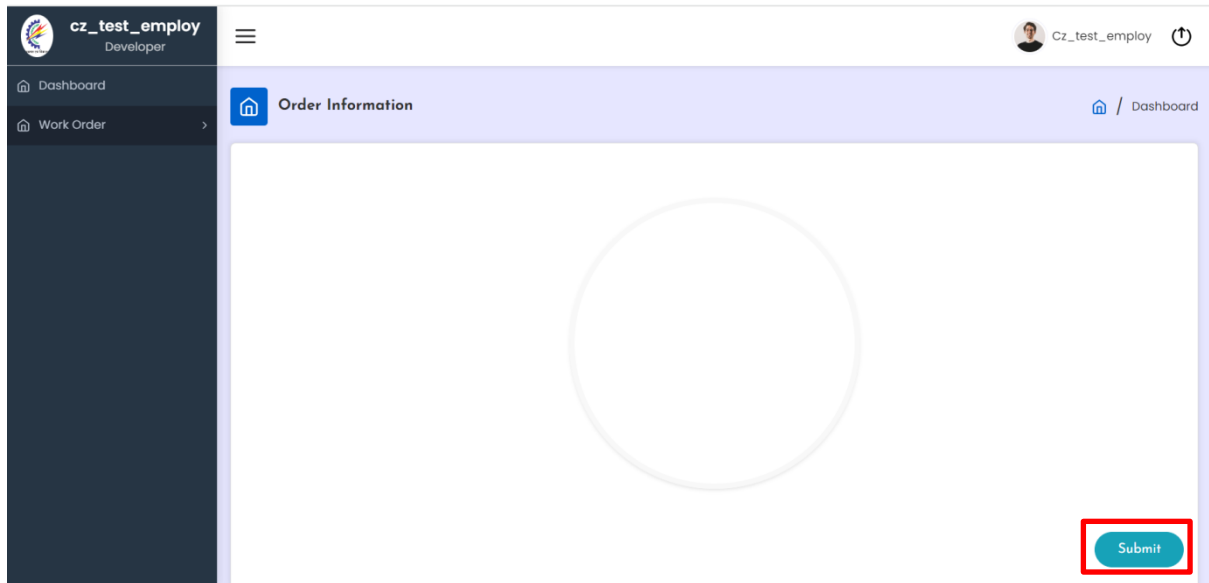 cz_test_employ
Developer
Cz_test_employ
Dashboard
Work Order
Order Information
/ Dashboard
Submit